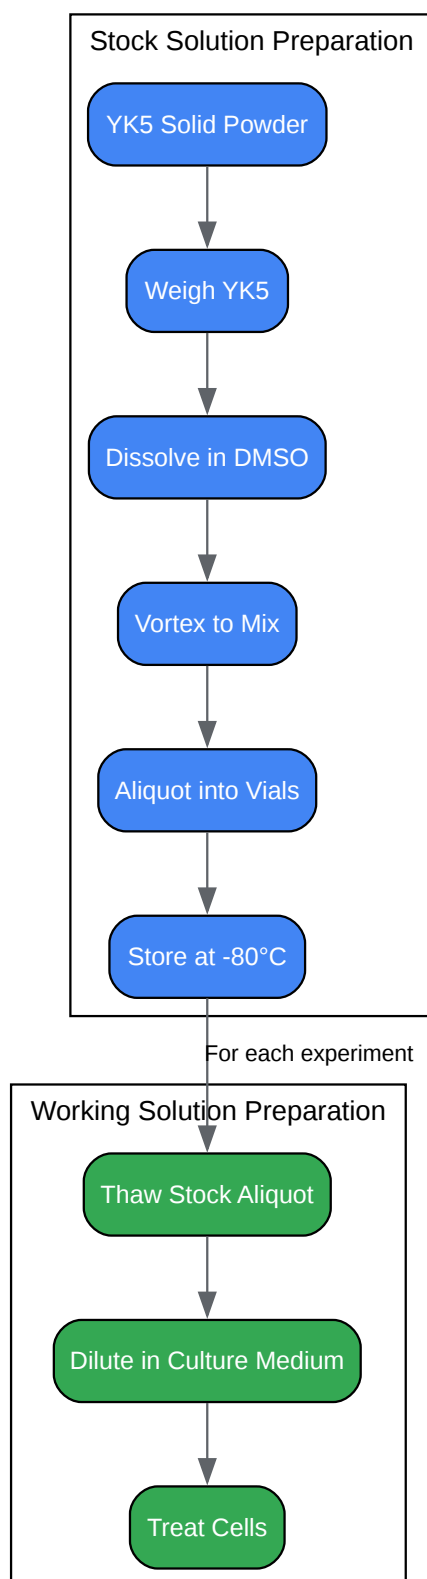 Stock Solution Preparation
YK5 Solid Powder
Weigh YK5
Dissolve in DMSO
Vortex to Mix
Aliquot into Vials
Store at -80°C
For each experiment
Working Solution Preparation
Thaw Stock Aliquot
Dilute in Culture Medium
Treat Cells